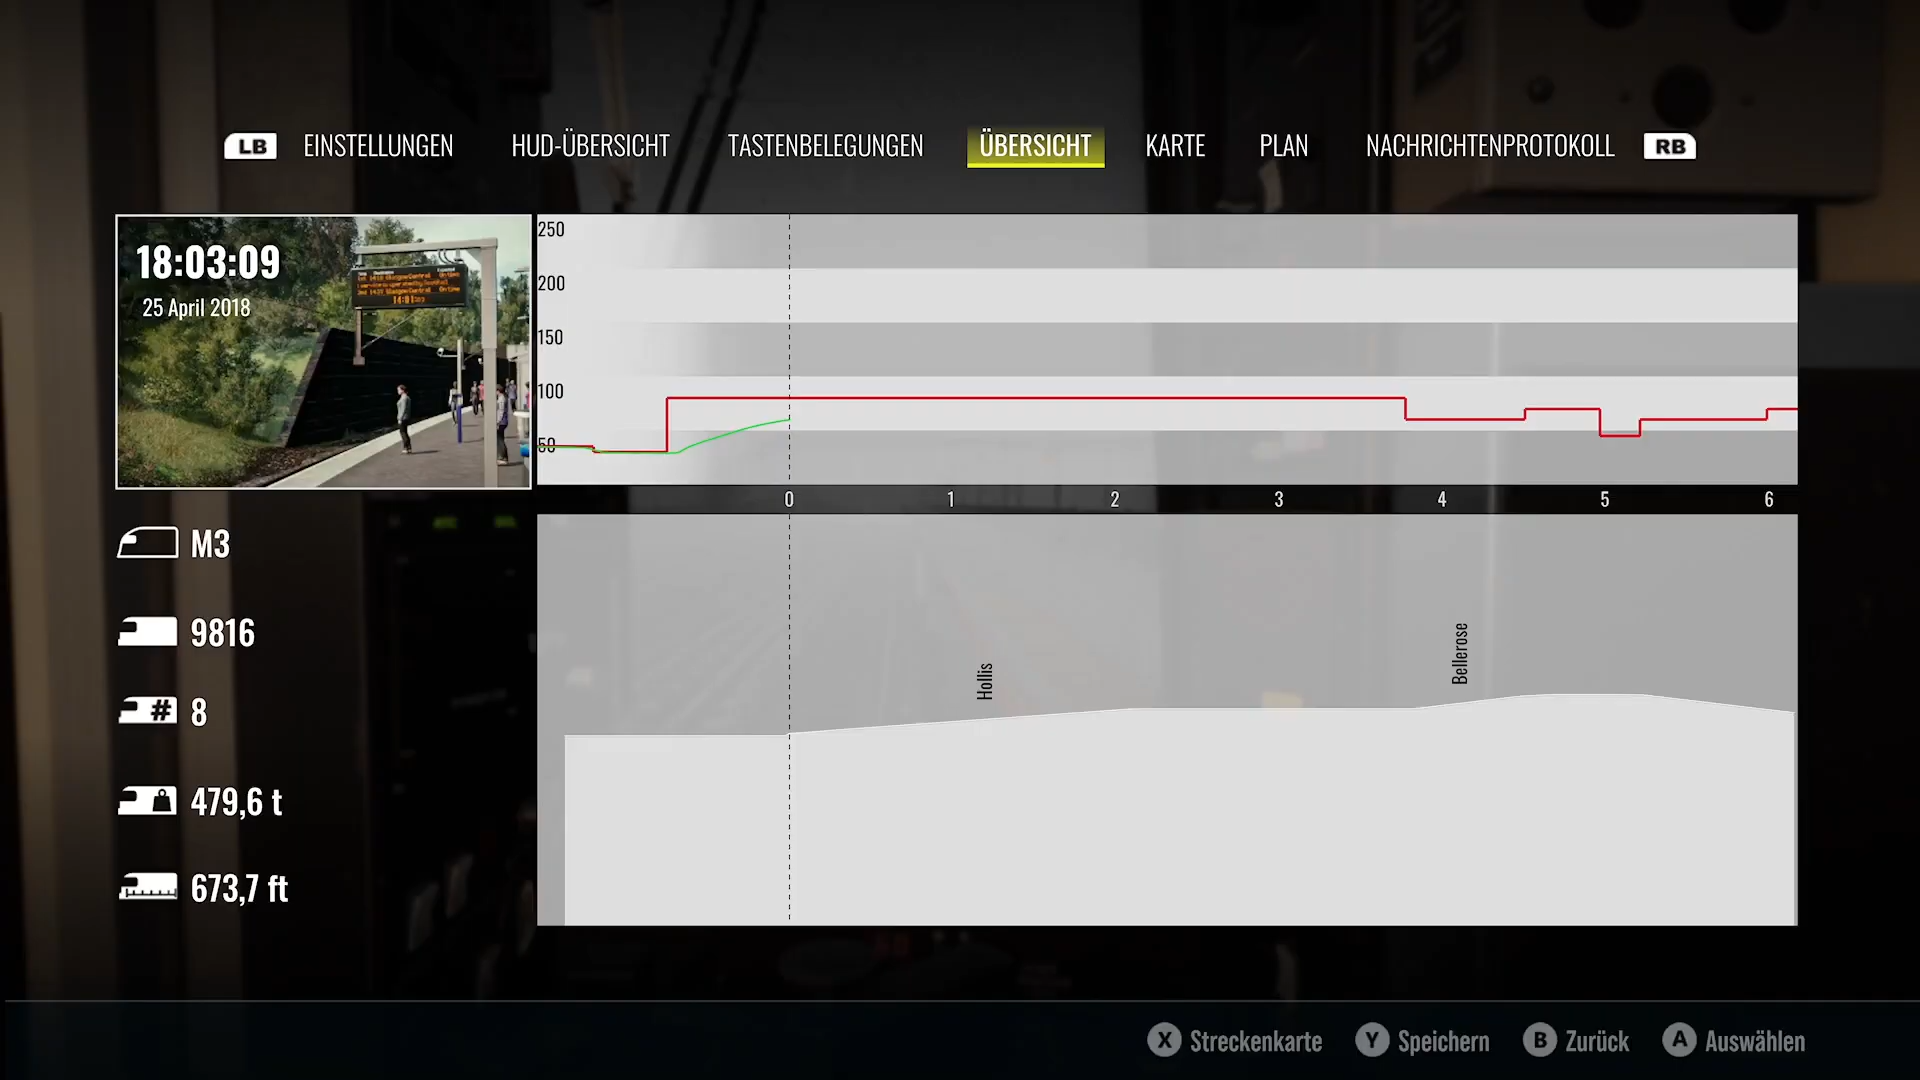 LB EINSTELLUNGEN HUD-ÜBERSICHT TASTENBELEGUNGEN ÜBERSICHT KARTE PLAN NACHRICHTENPROTOKOLL RB
18:03:09
25 April 2018
250
200
150
100
50
0 1 2 3 4 5 6
M3
9816
# 8
479,6 t
673,7 ft
Hollis
Bellerose
X Streckenkarte Y Speichern B Zurück A Auswählen